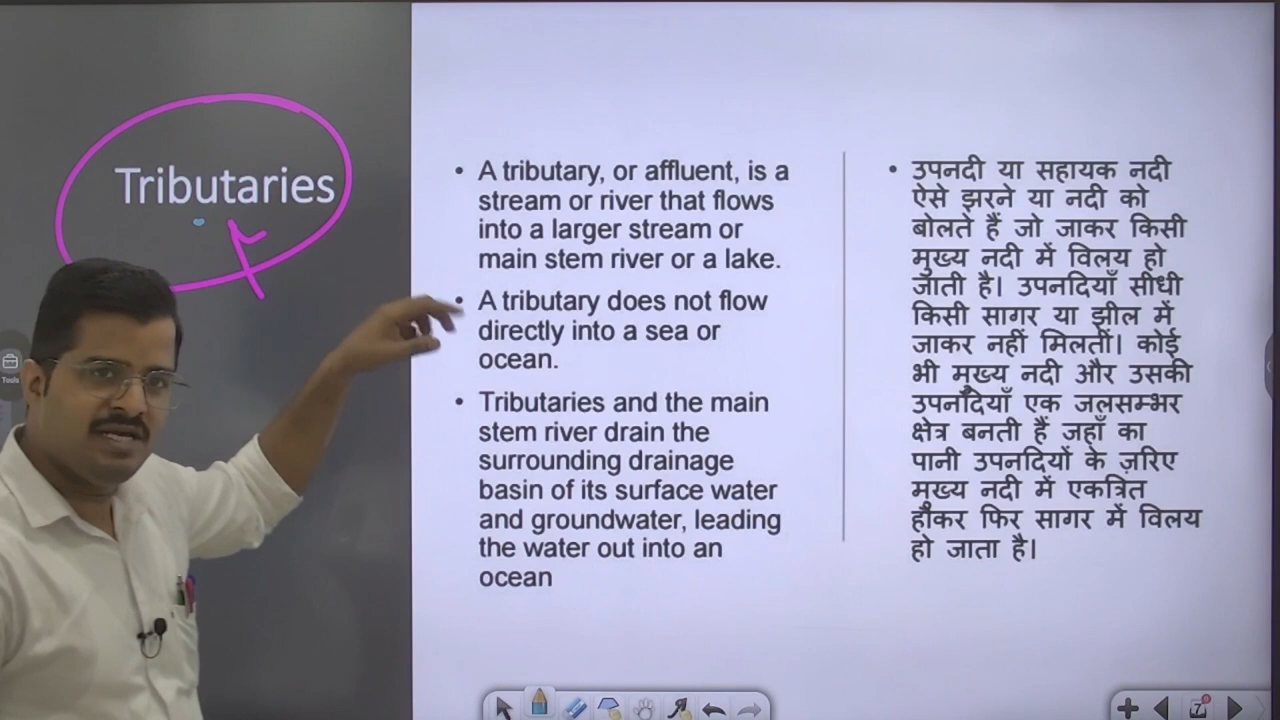 Tributaries
Tools
• A tributary, or affluent, is a
stream or river that flows
into a larger stream or
main stem river or a lake.
• A tributary does not flow
directly into a sea or
ocean.
• Tributaries and the main
stem river drain the
surrounding drainage
basin of its surface water
and groundwater, leading
the water out into an
ocean
• उपनदी या सहायक नदी
ऐसे झरने या नदी को
बोलते हैं जो जाकर किसी
मुख्य नदी में विलय हो
जाती है। उपनदियाँ सीधी
किसी सागर या झील में
जाकर नहीं मिलतीं। कोई
भी मुख्य नदी और उसकी
उपनदियाँ एक जलसम्भर
क्षेत्र बनती हैं जहाँ का
पानी उपनदियों के ज़रिए
मुख्य नदी में एकत्रित
होकर फिर सागर में विलय
हो जाता है।
7